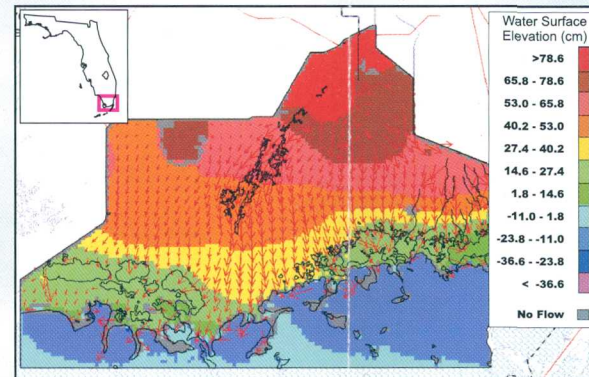 Water Surface
Elevation (cm)
>78.6
65.8 - 78.6
53.0 - 65.8
40.2 - 53.0
27.4 - 40.2
14.6 - 27.4
1.8 - 14.6
-11.0 - 1.8
-23.8 - -11.0
-36.6 - -23.8
< -36.6
No Flow